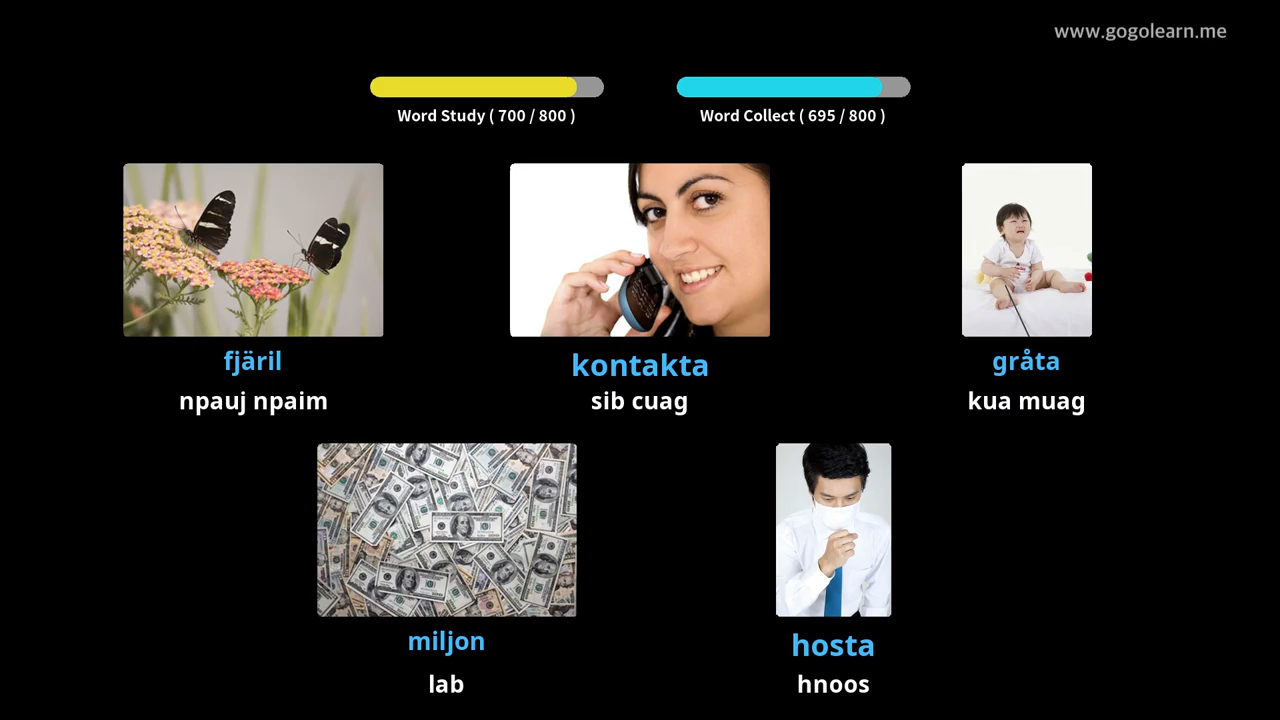 www.gogolearn.me
Word Study ( 700 / 800 )
Word Collect ( 695 / 800 )
fjäril
kontakta
gråta
npauj npaim
sib cuag
kua muag
miljon
hosta
lab
hnoos